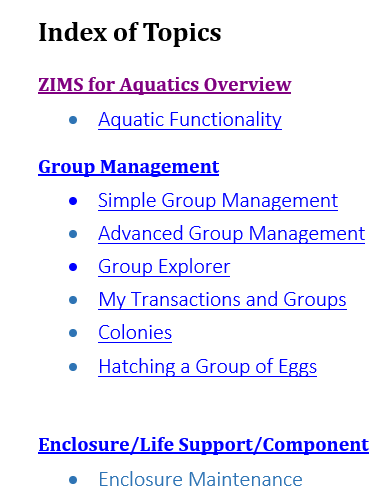 Index of Topics
ZIMS for Aquatics Overview
• Aquatic Functionality
Group Management
• Simple Group Management
• Advanced Group Management
• Group Explorer
• My Transactions and Groups
• Colonies
• Hatching a Group of Eggs
Enclosure/Life Support/Component
• Enclosure Maintenance